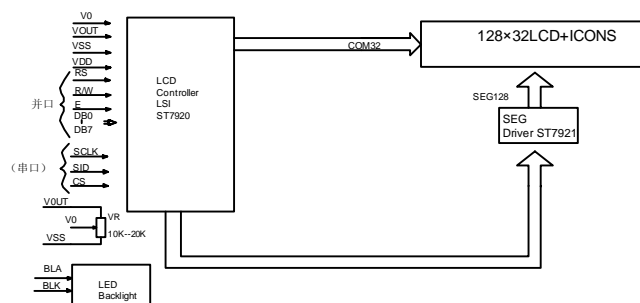 V0
VOUT
VSS
VDD
RS
R/W
E
DB0
DB7
并口
SCLK
SID
CS
（串口）
LCD
Controller
LSI
ST7920
COM32
128×32LCD+ICONS
SEG128
SEG
Driver ST7921
V0UT
V0
VR
10K--20K
VSS
BLA
BLK
LED
Backlight